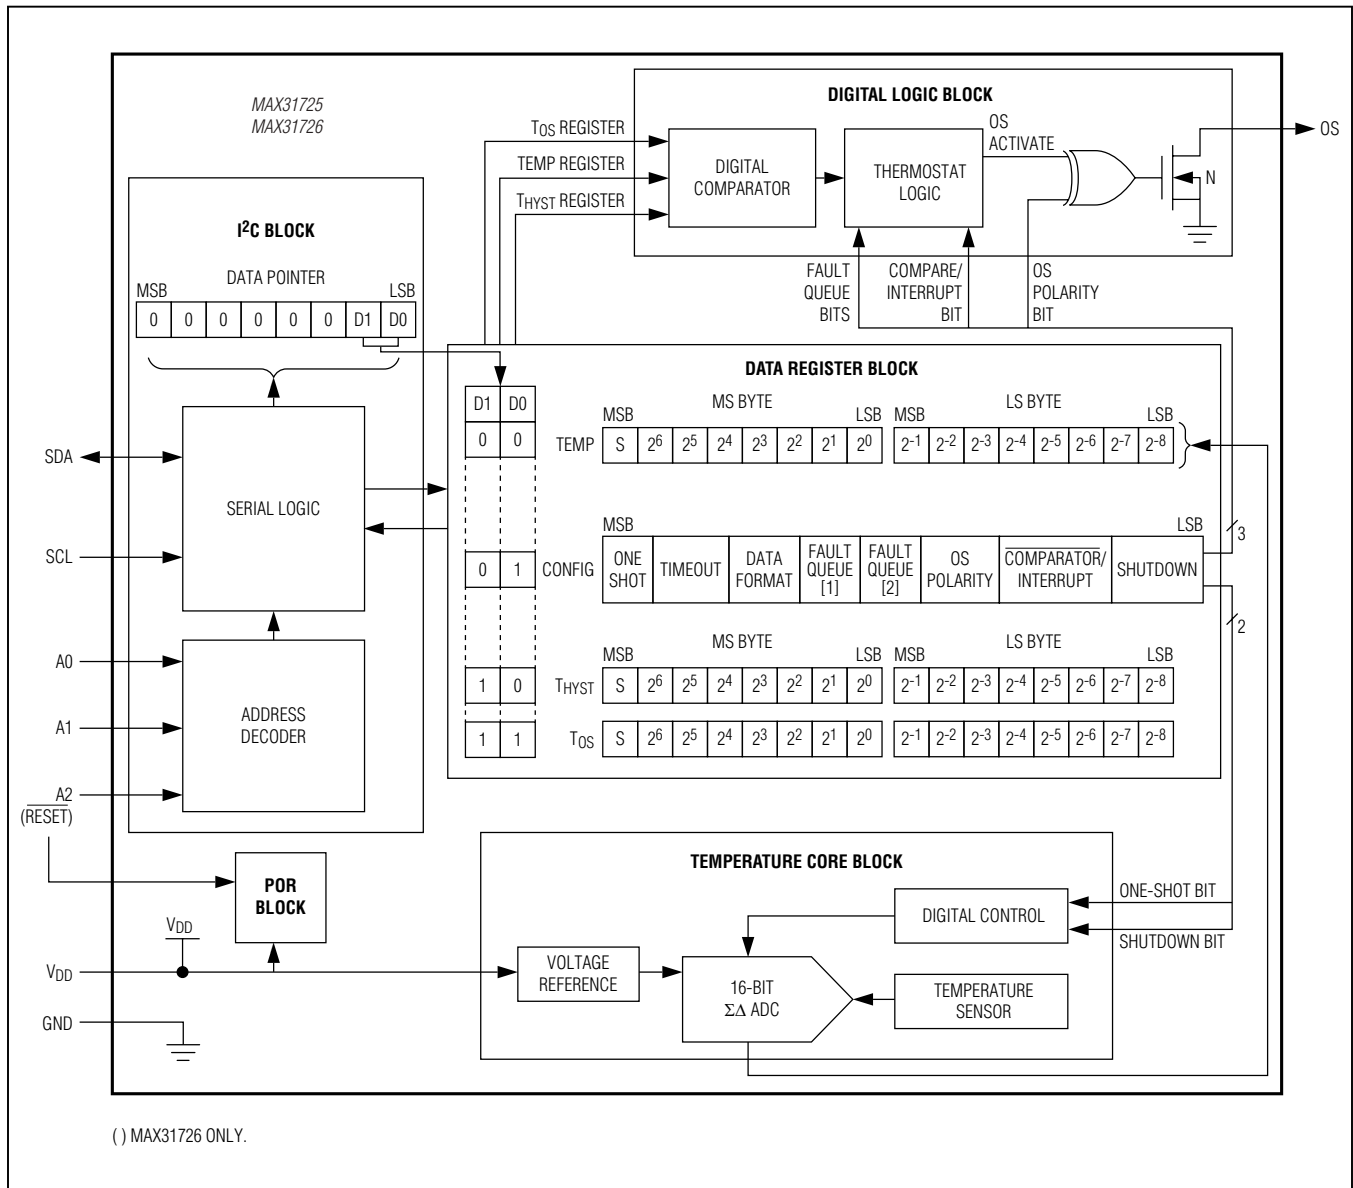 MAX31725
MAX31726
DIGITAL LOGIC BLOCK
TOS REGISTER
TEMP REGISTER
THYST REGISTER
DIGITAL
COMPARATOR
THERMOSTAT
LOGIC
OS
ACTIVATE
N
OS
FAULT
QUEUE
BITS
COMPARE/
INTERRUPT
BIT
OS
POLARITY
BIT
I2C BLOCK
DATA POINTER
MSB LSB
0 0 0 0 0 0 D1 D0
SERIAL LOGIC
ADDRESS
DECODER
SDA
SCL
A0
A1
A2
(RESET)
DATA REGISTER BLOCK
D1 D0
MSB MS BYTE LSB MSB LS BYTE LSB
0 0 TEMP S 2^6 2^5 2^4 2^3 2^2 2^1 2^0 2^-1 2^-2 2^-3 2^-4 2^-5 2^-6 2^-7 2^-8
MSB LSB
3
0 1 CONFIG
ONE
SHOT
TIMEOUT
DATA
FORMAT
FAULT
QUEUE
[1]
FAULT
QUEUE
[2]
OS
POLARITY
COMPARATOR/
INTERRUPT
SHUTDOWN
2
MSB MS BYTE LSB MSB LS BYTE LSB
1 0 THYST S 2^6 2^5 2^4 2^3 2^2 2^1 2^0 2^-1 2^-2 2^-3 2^-4 2^-5 2^-6 2^-7 2^-8
1 1 TOS S 2^6 2^5 2^4 2^3 2^2 2^1 2^0 2^-1 2^-2 2^-3 2^-4 2^-5 2^-6 2^-7 2^-8
POR
BLOCK
VDD
VDD
GND
TEMPERATURE CORE BLOCK
DIGITAL CONTROL
ONE-SHOT BIT
SHUTDOWN BIT
VOLTAGE
REFERENCE
16-BIT
ΣΔ ADC
TEMPERATURE
SENSOR
( ) MAX31726 ONLY.